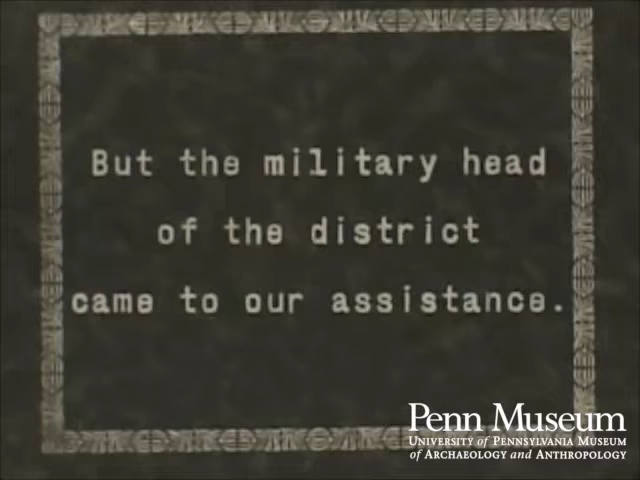 But the military head
of the district
came to our assistance.
Penn Museum
UNIVERSITY of PENNSYLVANIA MUSEUM
of ARCHAEOLOGY and ANTHROPOLOGY